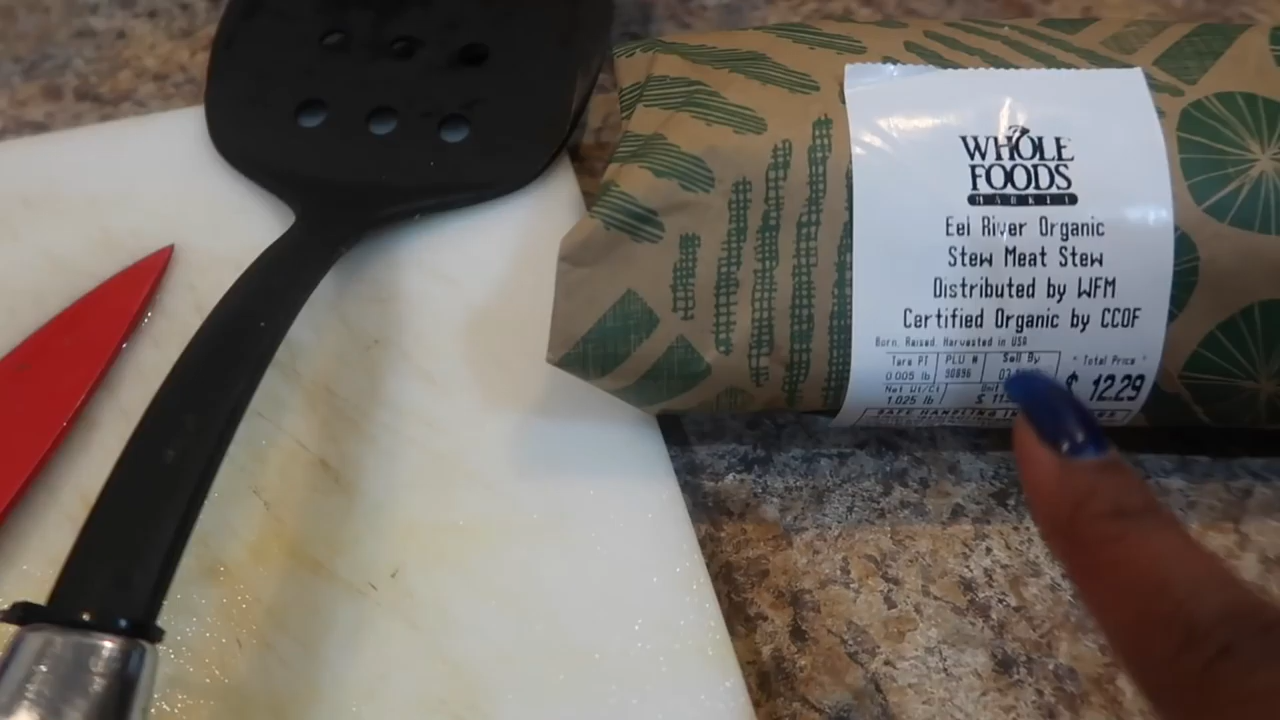 WHOLE
FOODS
MARKET
Eel River Organic
Stew Meat Stew
Distributed by WFM
Certified Organic by CCOF
Born, Raised, Harvested in USA
Tare PT PLU # Sell By * Total Price *
0.005 lb 30896 $ 12.29
Net Wt/Ct
1.025 lb
SAFE HANDLING